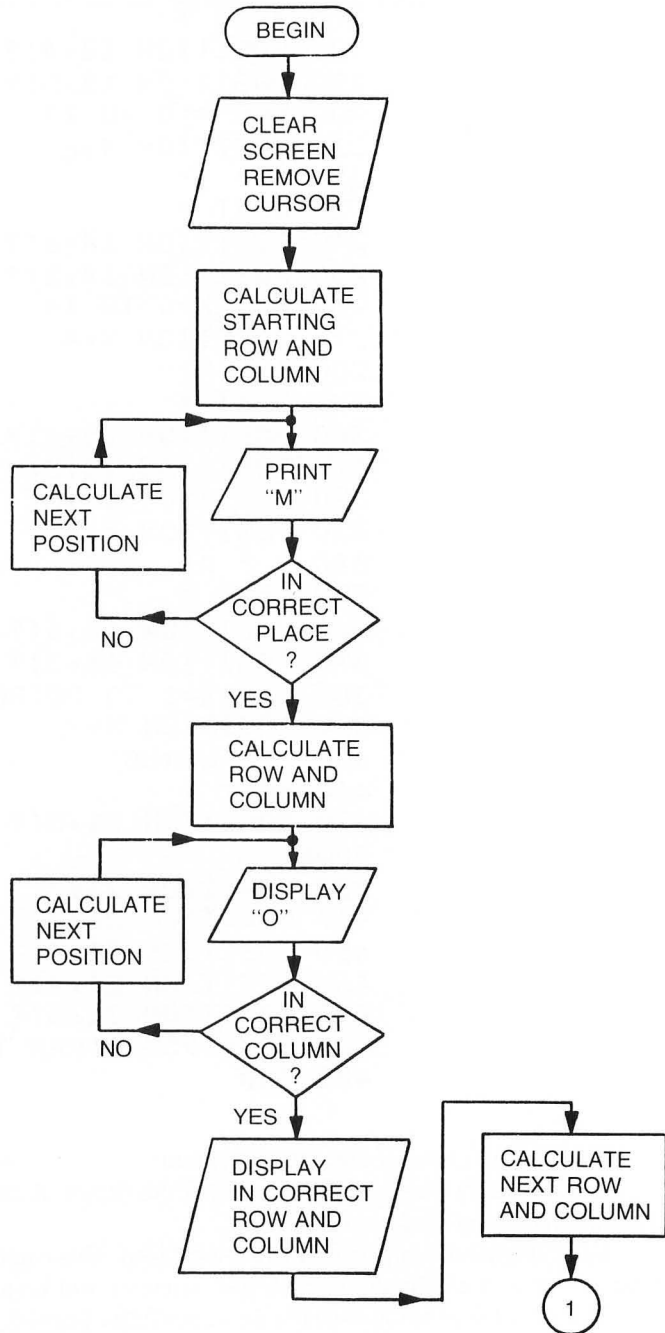 BEGIN
CLEAR
SCREEN
REMOVE
CURSOR
CALCULATE
STARTING
ROW AND
COLUMN
PRINT
“M”
CALCULATE
NEXT
POSITION
IN
CORRECT
PLACE
?
NO
YES
CALCULATE
ROW AND
COLUMN
DISPLAY
“O”
CALCULATE
NEXT
POSITION
IN
CORRECT
COLUMN
?
NO
YES
DISPLAY
IN CORRECT
ROW AND
COLUMN
CALCULATE
NEXT ROW
AND COLUMN
1